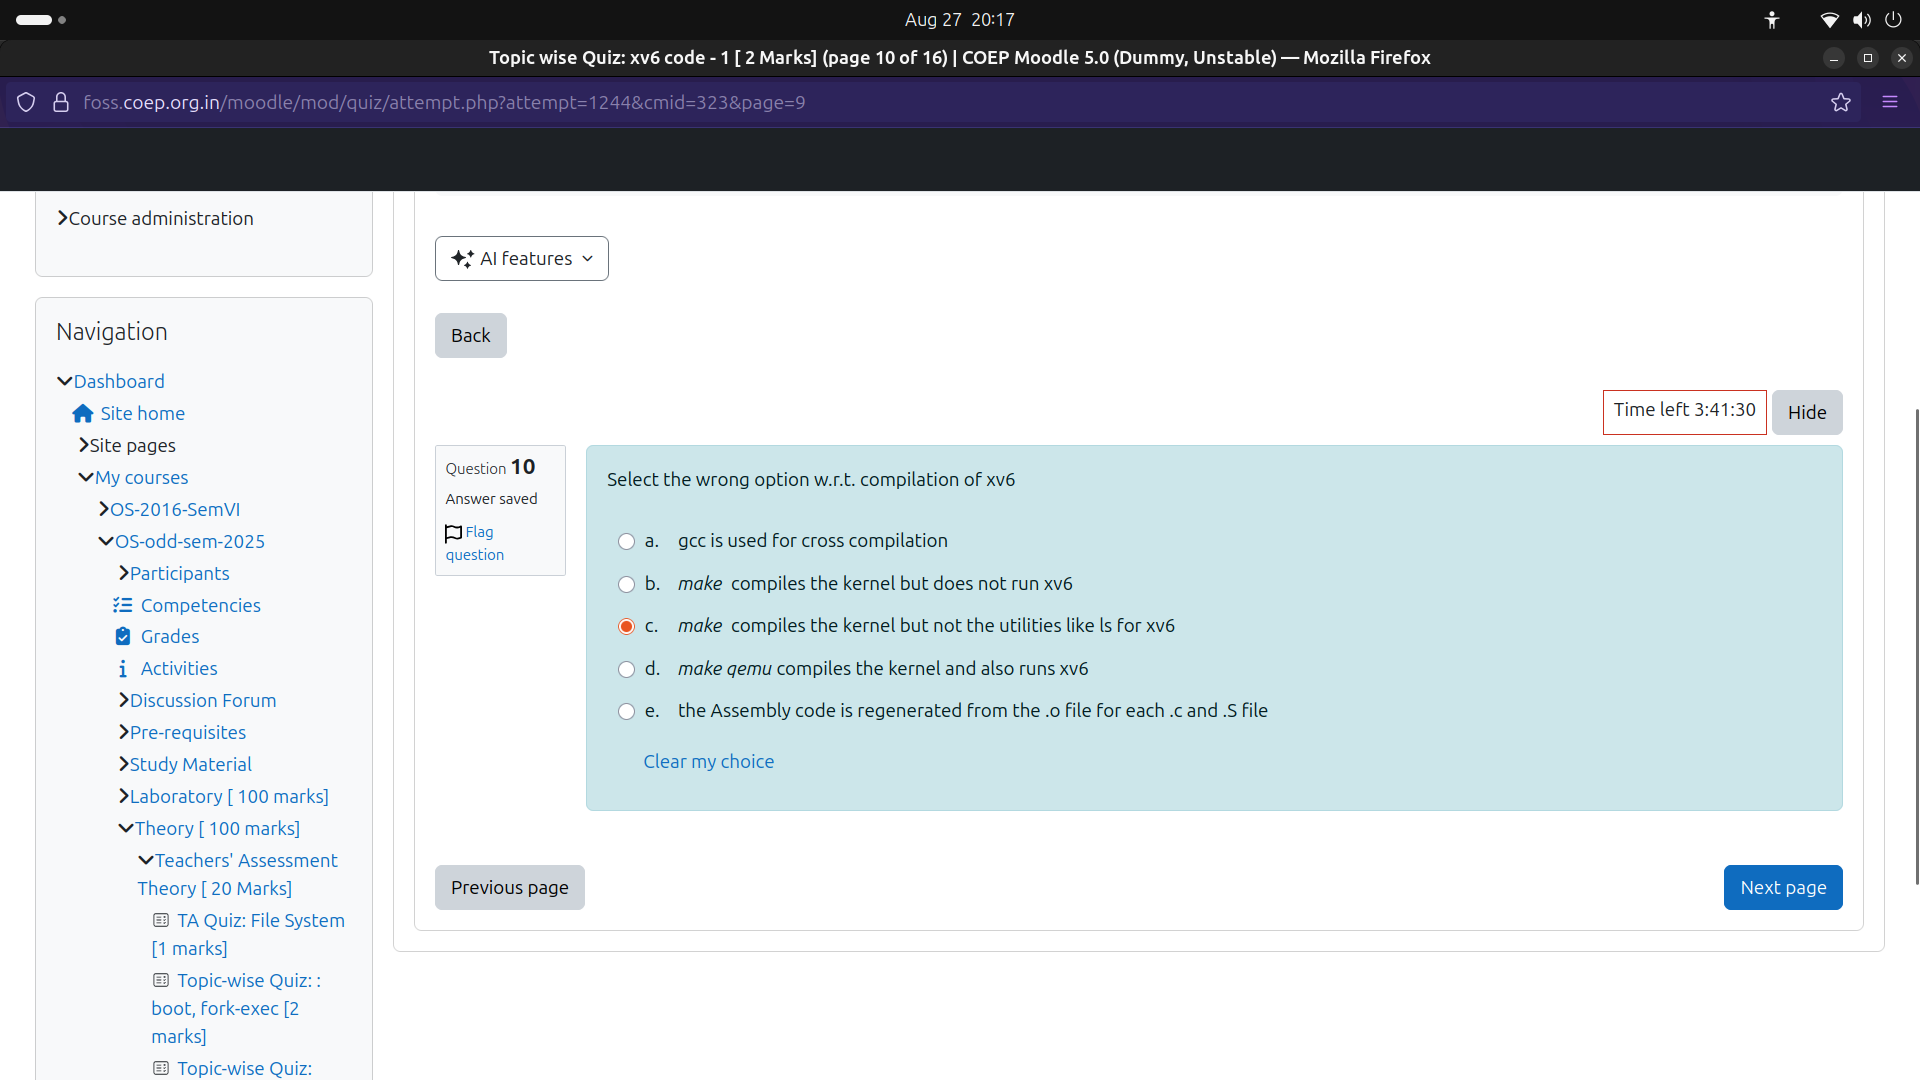 Aug 27 20:17
Topic wise Quiz: xv6 code - 1 [ 2 Marks] (page 10 of 16) | COEP Moodle 5.0 (Dummy, Unstable) — Mozilla Firefox
foss.coep.org.in/moodle/mod/quiz/attempt.php?attempt=1244&cmid=323&page=9
Course administration
Navigation
Dashboard
Site home
Site pages
My courses
OS-2016-SemVI
OS-odd-sem-2025
Participants
Competencies
Grades
Activities
Discussion Forum
Pre-requisites
Study Material
Laboratory [ 100 marks]
Theory [ 100 marks]
Teachers' Assessment
Theory [ 20 Marks]
TA Quiz: File System
[1 marks]
Topic-wise Quiz: :
boot, fork-exec [2
marks]
Topic-wise Quiz:
AI features
Back
Time left 3:41:30
Hide
Question 10
Answer saved
Flag
question
Select the wrong option w.r.t. compilation of xv6
a. gcc is used for cross compilation
b. make compiles the kernel but does not run xv6
c. make compiles the kernel but not the utilities like ls for xv6
d. make qemu compiles the kernel and also runs xv6
e. the Assembly code is regenerated from the .o file for each .c and .S file
Clear my choice
Previous page
Next page